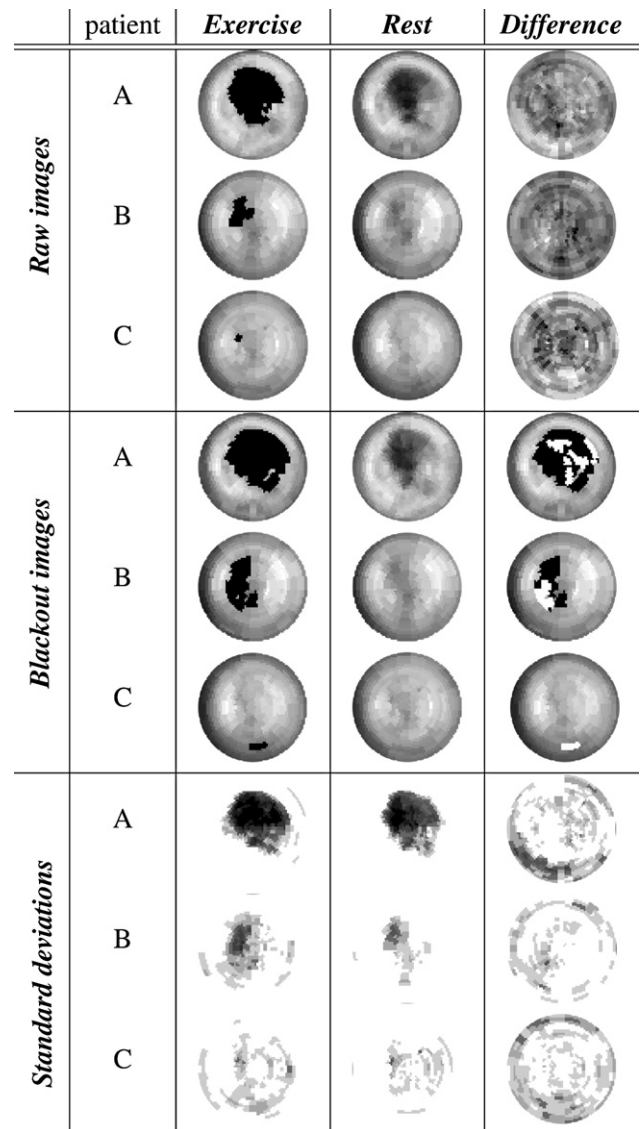 patient Exercise Rest Difference
Raw images
A
B
C
Blackout images
A
B
C
Standard deviations
A
B
C